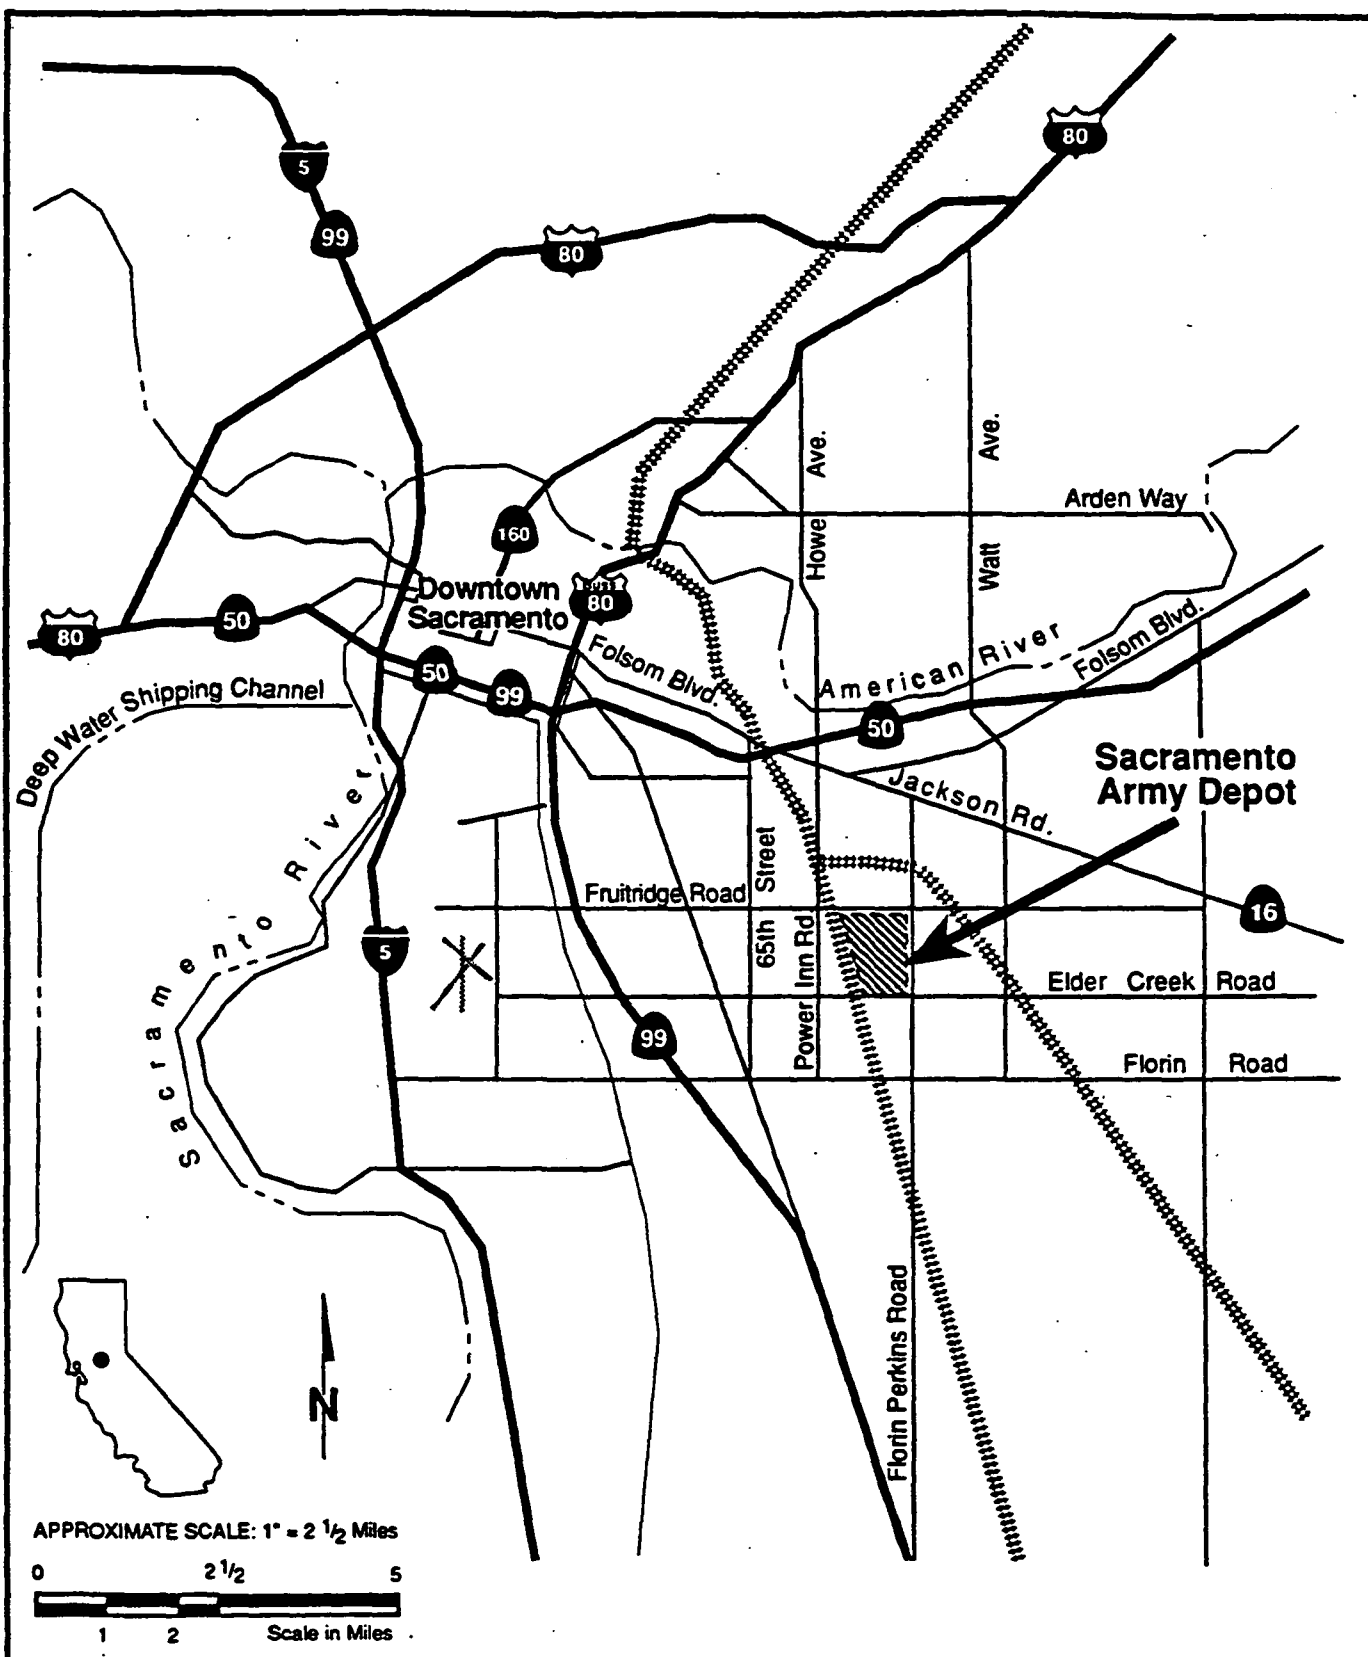 80
5
99
80
Ave.
Ave.
Arden Way
160
Howe
Watt
Downtown
Sacramento
BUSI
80
50
80
Folsom Blvd.
Folsom Blvd.
American River
50
99
Deep Water Shipping Channel
50
Sacramento
Army Depot
Jackson Rd.
Sacramento River
65th Street
Fruitridge Road
16
5
Power Inn Rd.
Elder Creek Road
99
Florin Road
Florin Perkins Road
N
APPROXIMATE SCALE: 1" = 2 1/2 Miles
0 2 1/2 5
1 2 Scale in Miles